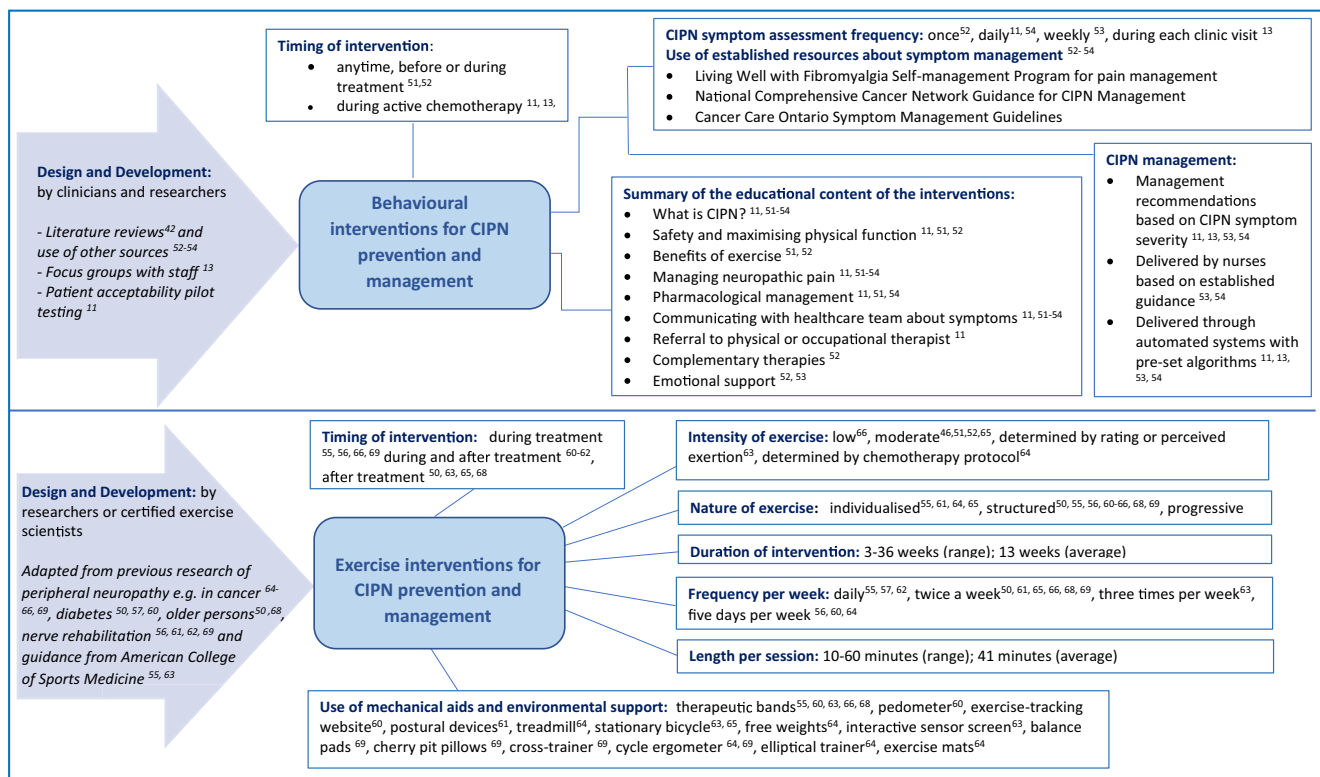 Timing of intervention:
• anytime, before or during
treatment 51,52
• during active chemotherapy 11, 13,
CIPN symptom assessment frequency: once52, daily11, 54, weekly 53, during each clinic visit 13
Use of established resources about symptom management 52- 54
• Living Well with Fibromyalgia Self-management Program for pain management
• National Comprehensive Cancer Network Guidance for CIPN Management
• Cancer Care Ontario Symptom Management Guidelines
Design and Development:
by clinicians and researchers
- Literature reviews42 and
use of other sources 52-54
- Focus groups with staff 13
- Patient acceptability pilot
testing 11
Behavioural
interventions for CIPN
prevention and
management
Summary of the educational content of the interventions:
• What is CIPN? 11, 51-54
• Safety and maximising physical function 11, 51, 52
• Benefits of exercise 51, 52
• Managing neuropathic pain 11, 51-54
• Pharmacological management 11, 51, 54
• Communicating with healthcare team about symptoms 11, 51-54
• Referral to physical or occupational therapist 11
• Complementary therapies 52
• Emotional support 52, 53
CIPN management:
• Management
recommendations
based on CIPN symptom
severity 11, 13, 53, 54
• Delivered by nurses
based on established
guidance 53, 54
• Delivered through
automated systems with
pre-set algorithms 11, 13,
53, 54
Timing of intervention: during treatment
55, 56, 66, 69 during and after treatment 60-62,
after treatment 50, 63, 65, 68
Design and Development: by
researchers or certified exercise
scientists
Adapted from previous research of
peripheral neuropathy e.g. in cancer 64-
66, 69, diabetes 50, 57, 60, older persons50 ,68,
nerve rehabilitation 56, 61, 62, 69 and
guidance from American College
of Sports Medicine 55, 63
Exercise interventions for
CIPN prevention and
management
Intensity of exercise: low66, moderate46,51,52,65, determined by rating or perceived
exertion63, determined by chemotherapy protocol64
Nature of exercise: individualised55, 61, 64, 65, structured50, 55, 56, 60-66, 68, 69, progressive
Duration of intervention: 3-36 weeks (range); 13 weeks (average)
Frequency per week: daily55, 57, 62, twice a week50, 61, 65, 66, 68, 69, three times per week63,
five days per week 56, 60, 64
Length per session: 10-60 minutes (range); 41 minutes (average)
Use of mechanical aids and environmental support: therapeutic bands55, 60, 63, 66, 68, pedometer60, exercise-tracking
website60, postural devices61, treadmill64, stationary bicycle63, 65, free weights64, interactive sensor screen63, balance
pads 69, cherry pit pillows 69, cross-trainer 69, cycle ergometer 64, 69, elliptical trainer64, exercise mats64